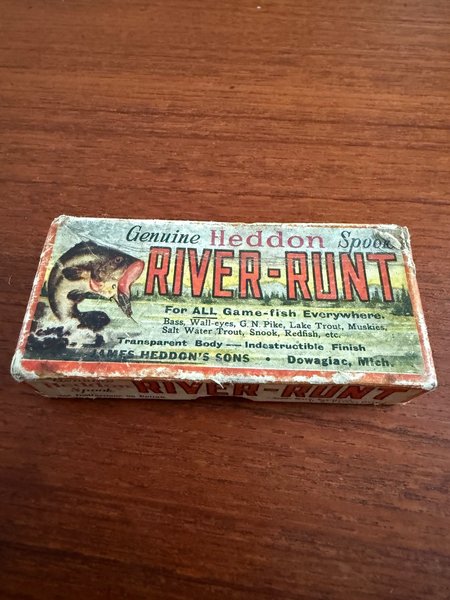 Genuine Heddon Spook
RIVER-RUNT
For ALL Game-fish Everywhere.
Bass, Wall-eyes, G. N. Pike, Lake Trout, Muskies,
Salt Water Trout, Snook, Redfish, etc.
Transparent Body — Indestructible Finish
JAMES HEDDON'S SONS • Dowagiac, Mich.
RIVER-RUNT